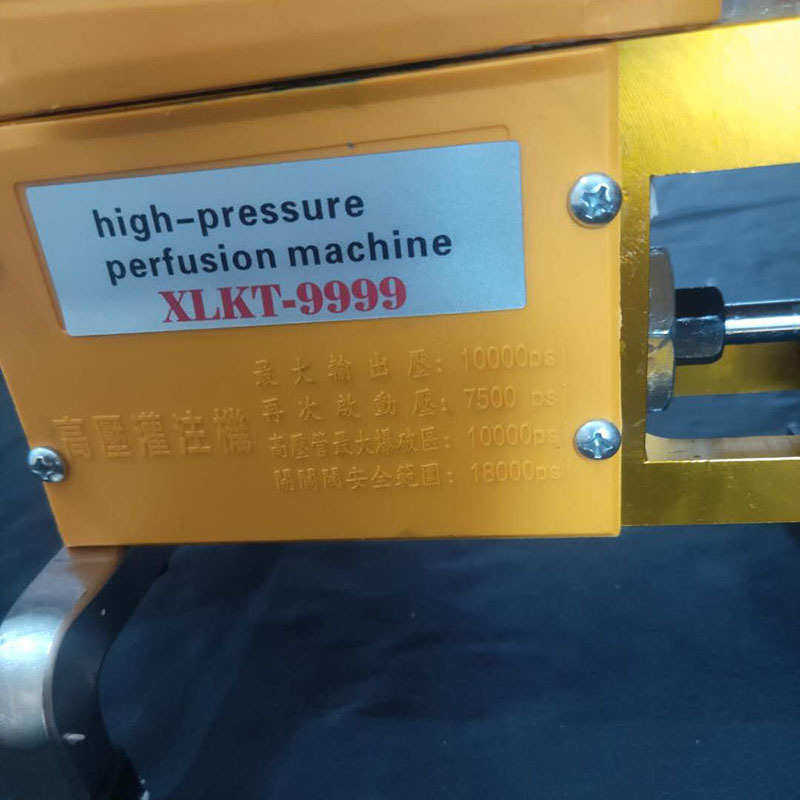 high-pressure
perfusion machine
XLKT-9999
高壓灌注機
最大輸出壓: 10000psi
再次啟動壓: 7500 psi
高壓管最大爆破區: 10000psi
開關閥安全範圍: 18000psi